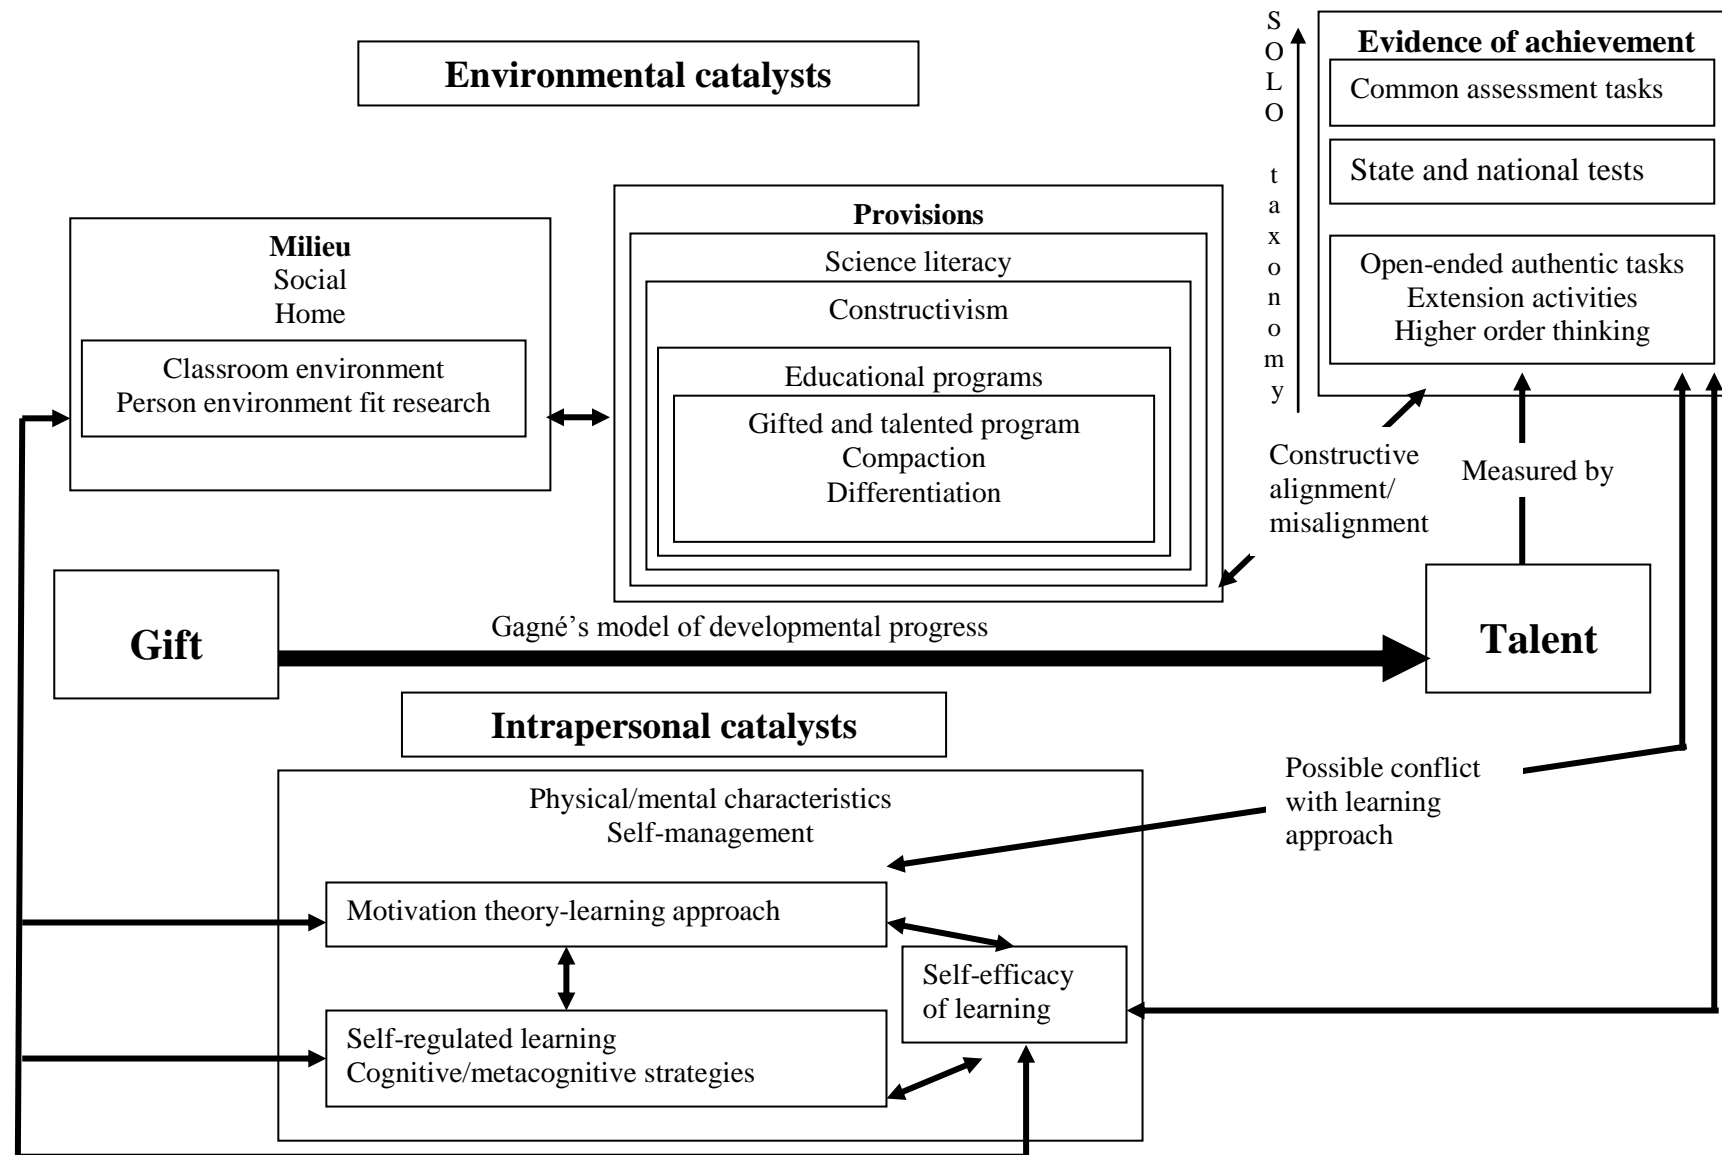 Environmental catalysts
SOLO taxonomy
Evidence of achievement
Common assessment tasks
State and national tests
Open-ended authentic tasks
Extension activities
Higher order thinking
Milieu
Social
Home
Classroom environment
Person environment fit research
Provisions
Science literacy
Constructivism
Educational programs
Gifted and talented program
Compaction
Differentiation
Constructive
alignment/
misalignment
Measured by
Gift
Gagné’s model of developmental progress
Talent
Intrapersonal catalysts
Physical/mental characteristics
Self-management
Possible conflict
with learning
approach
Motivation theory-learning approach
Self-efficacy
of learning
Self-regulated learning
Cognitive/metacognitive strategies